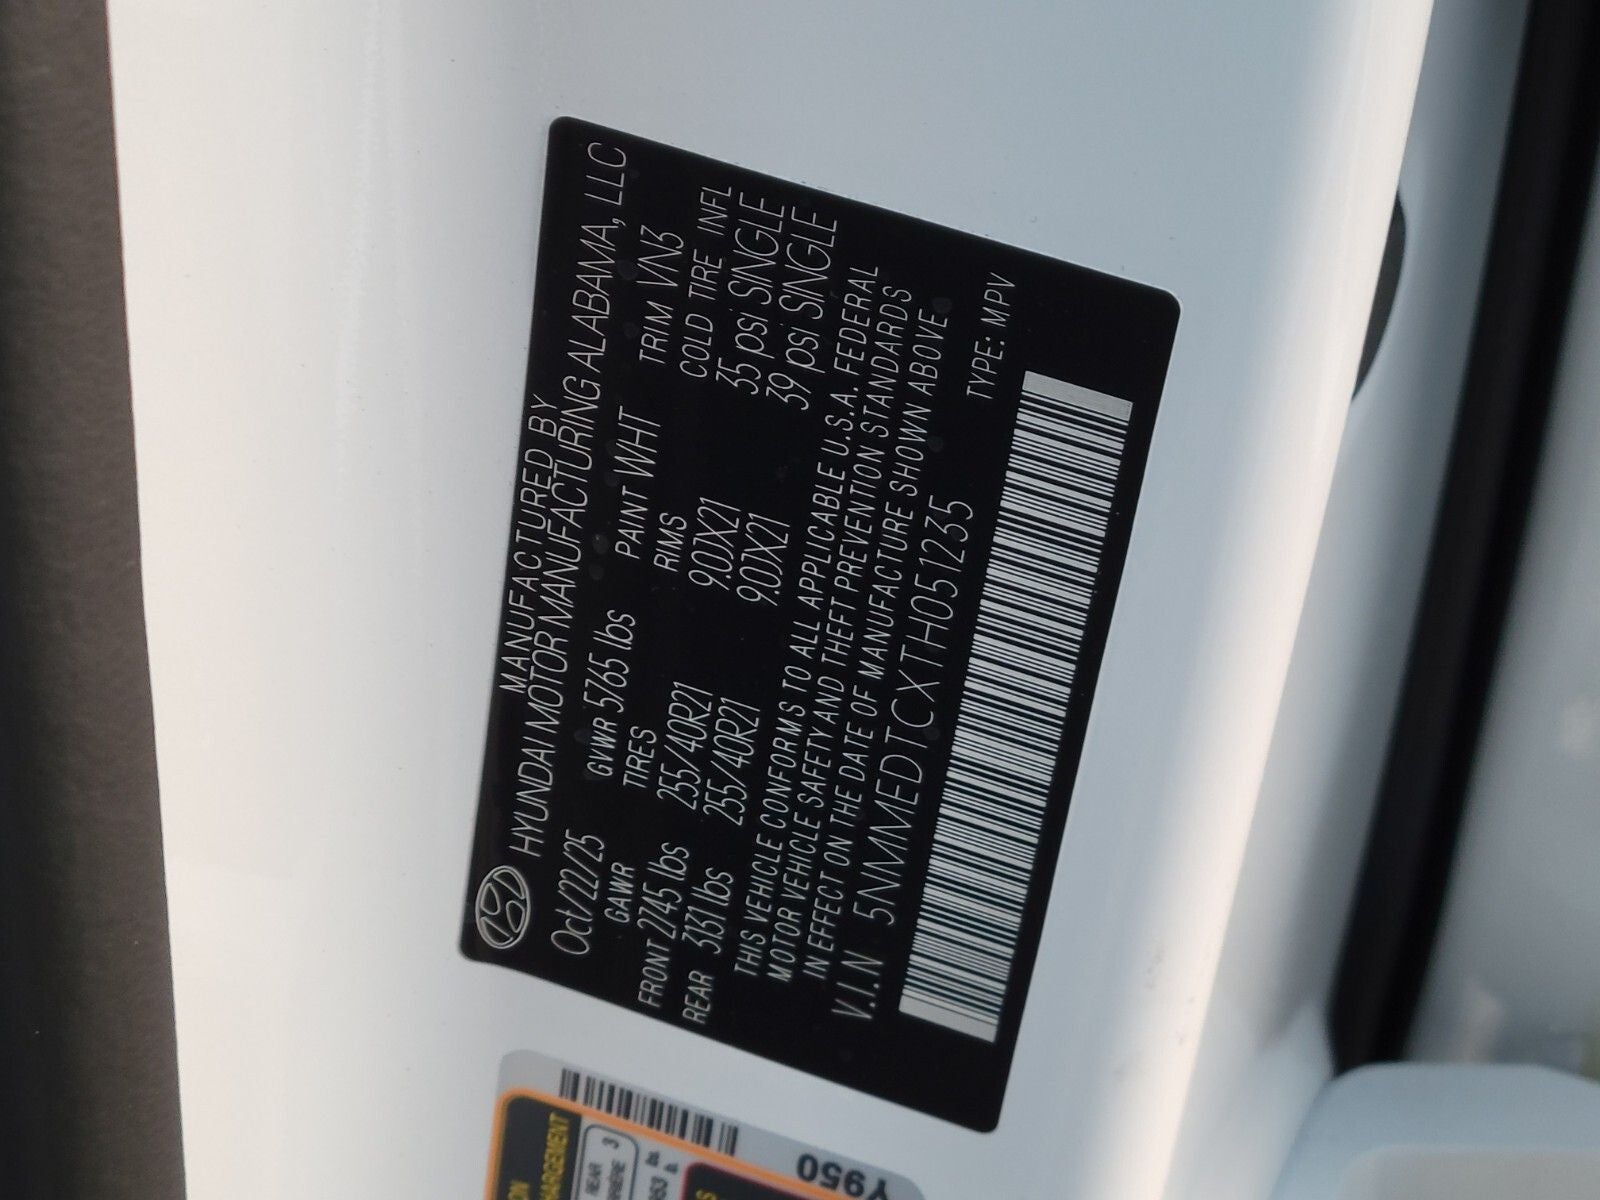 MANUFACTURED BY
HYUNDAI MOTOR MANUFACTURING ALABAMA, LLC
Oct/22/25 GVWR 5765 lbs PAINT WHT TRIM VN3
GAWR TIRES RIMS COLD TIRE INFL
FRONT 2745 lbs 255/40R21 9.0JX21 35 psi SINGLE
REAR 3131 lbs 255/40R21 9.0JX21 39 psi SINGLE
THIS VEHICLE CONFORMS TO ALL APPLICABLE U.S.A. FEDERAL
MOTOR VEHICLE SAFETY AND THEFT PREVENTION STANDARDS
IN EFFECT ON THE DATE OF MANUFACTURE SHOWN ABOVE.
V.I.N 5NMMEDTCXTH051235 TYPE: MPV
REAR 3
Y950